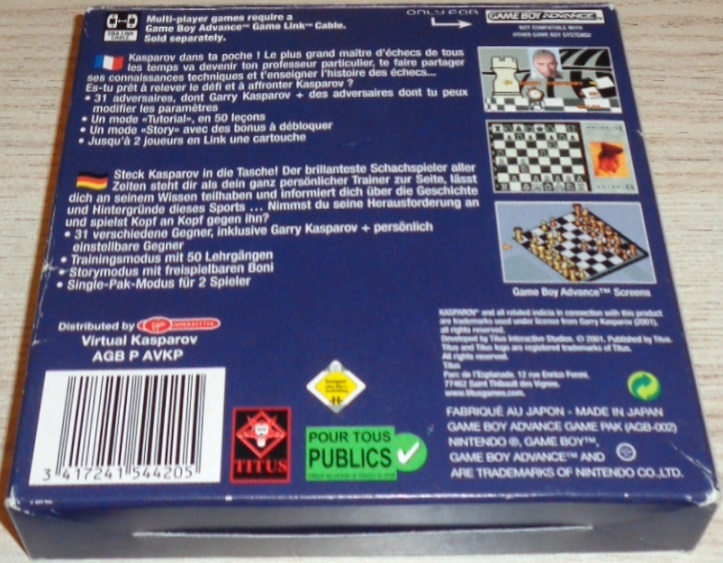 Multi-player games require a
Game Boy Advance™ Game Link™ Cable.
Sold separately.
GBA LINK
CABLE
ONLY FOR
GAME BOY ADVANCE
NOT COMPATIBLE WITH
OTHER GAME BOY SYSTEMS!
Kasparov dans ta poche ! Le plus grand maître d'échecs de tous
les temps va devenir ton professeur particulier, te faire partager
ses connaissances techniques et t'enseigner l'histoire des échecs...
Es-tu prêt à relever le défi et à affronter Kasparov ?
• 31 adversaires, dont Garry Kasparov + des adversaires dont tu peux
modifier les paramètres
• Un mode «Tutorial», en 50 leçons
• Un mode «Story» avec des bonus à débloquer
• Jusqu'à 2 joueurs en Link une cartouche
Steck Kasparov in die Tasche! Der brillanteste Schachspieler aller
Zeiten steht dir als dein ganz persönlicher Trainer zur Seite, lässt
dich an seinem Wissen teilhaben und informiert dich über die Geschichte
und Hintergründe dieses Sports ... Nimmst du seine Herausforderung an
und spielst Kopf an Kopf gegen ihn?
• 31 verschiedene Gegner, inklusive Garry Kasparov + persönlich
einstellbare Gegner
• Trainingsmodus mit 50 Lehrgängen
• Storymodus mit freispielbaren Boni
• Single-Pak-Modus für 2 Spieler
Game Boy Advance™ Screens
Distributed by Virgin INTERACTIVE
Virtual Kasparov
AGB P AVKP
KASPAROV® and all related indicia in connection with this product
are trademarks used under license from Garry Kasparov (2001),
all rights reserved.
Developed by Titus Interactive Studios. © 2001, Published by Titus.
Titus and Titus logo are registered trademarks of Titus.
All rights reserved.
Titus
Parc de l'Esplanade, 12 rue Enrico Fermi,
77462 Saint Thibault des Vignes.
www.titusgames.com.
FABRIQUÉ AU JAPON - MADE IN JAPAN
GAME BOY ADVANCE GAME PAK (AGB-002)
NINTENDO ®, GAME BOY™,
GAME BOY ADVANCE™ AND
ARE TRADEMARKS OF NINTENDO CO.,LTD.
3 417241 544205
TITUS
POUR TOUS
PUBLICS